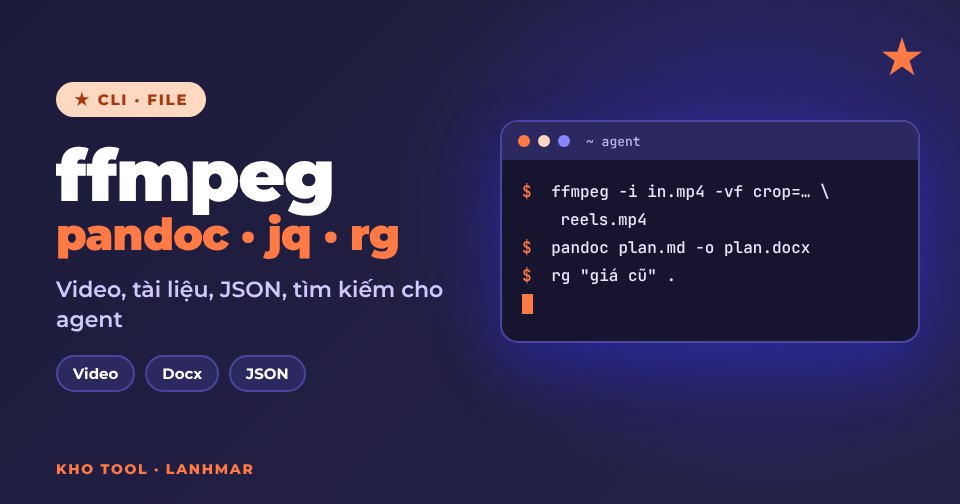 ★ CLI · FILE
ffmpeg
pandoc · jq · rg
Video, tài liệu, JSON, tìm kiếm cho
agent
Video
Docx
JSON
KHO TOOL · LANHMAR
~ agent
$ ffmpeg -i in.mp4 -vf crop=… \
reels.mp4
$ pandoc plan.md -o plan.docx
$ rg "giá cũ" .